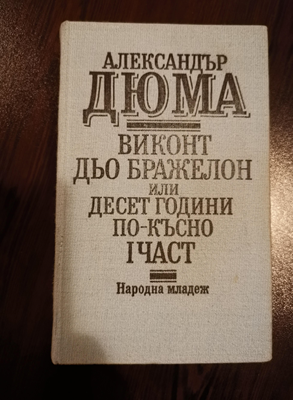 АЛЕКСАНДЪР
ДЮМА
ВИКОНТ
ДЬО БРАЖЕЛОН
ИЛИ
ДЕСЕТ ГОДИНИ
ПО-КЪСНО
I ЧАСТ
Народна младеж